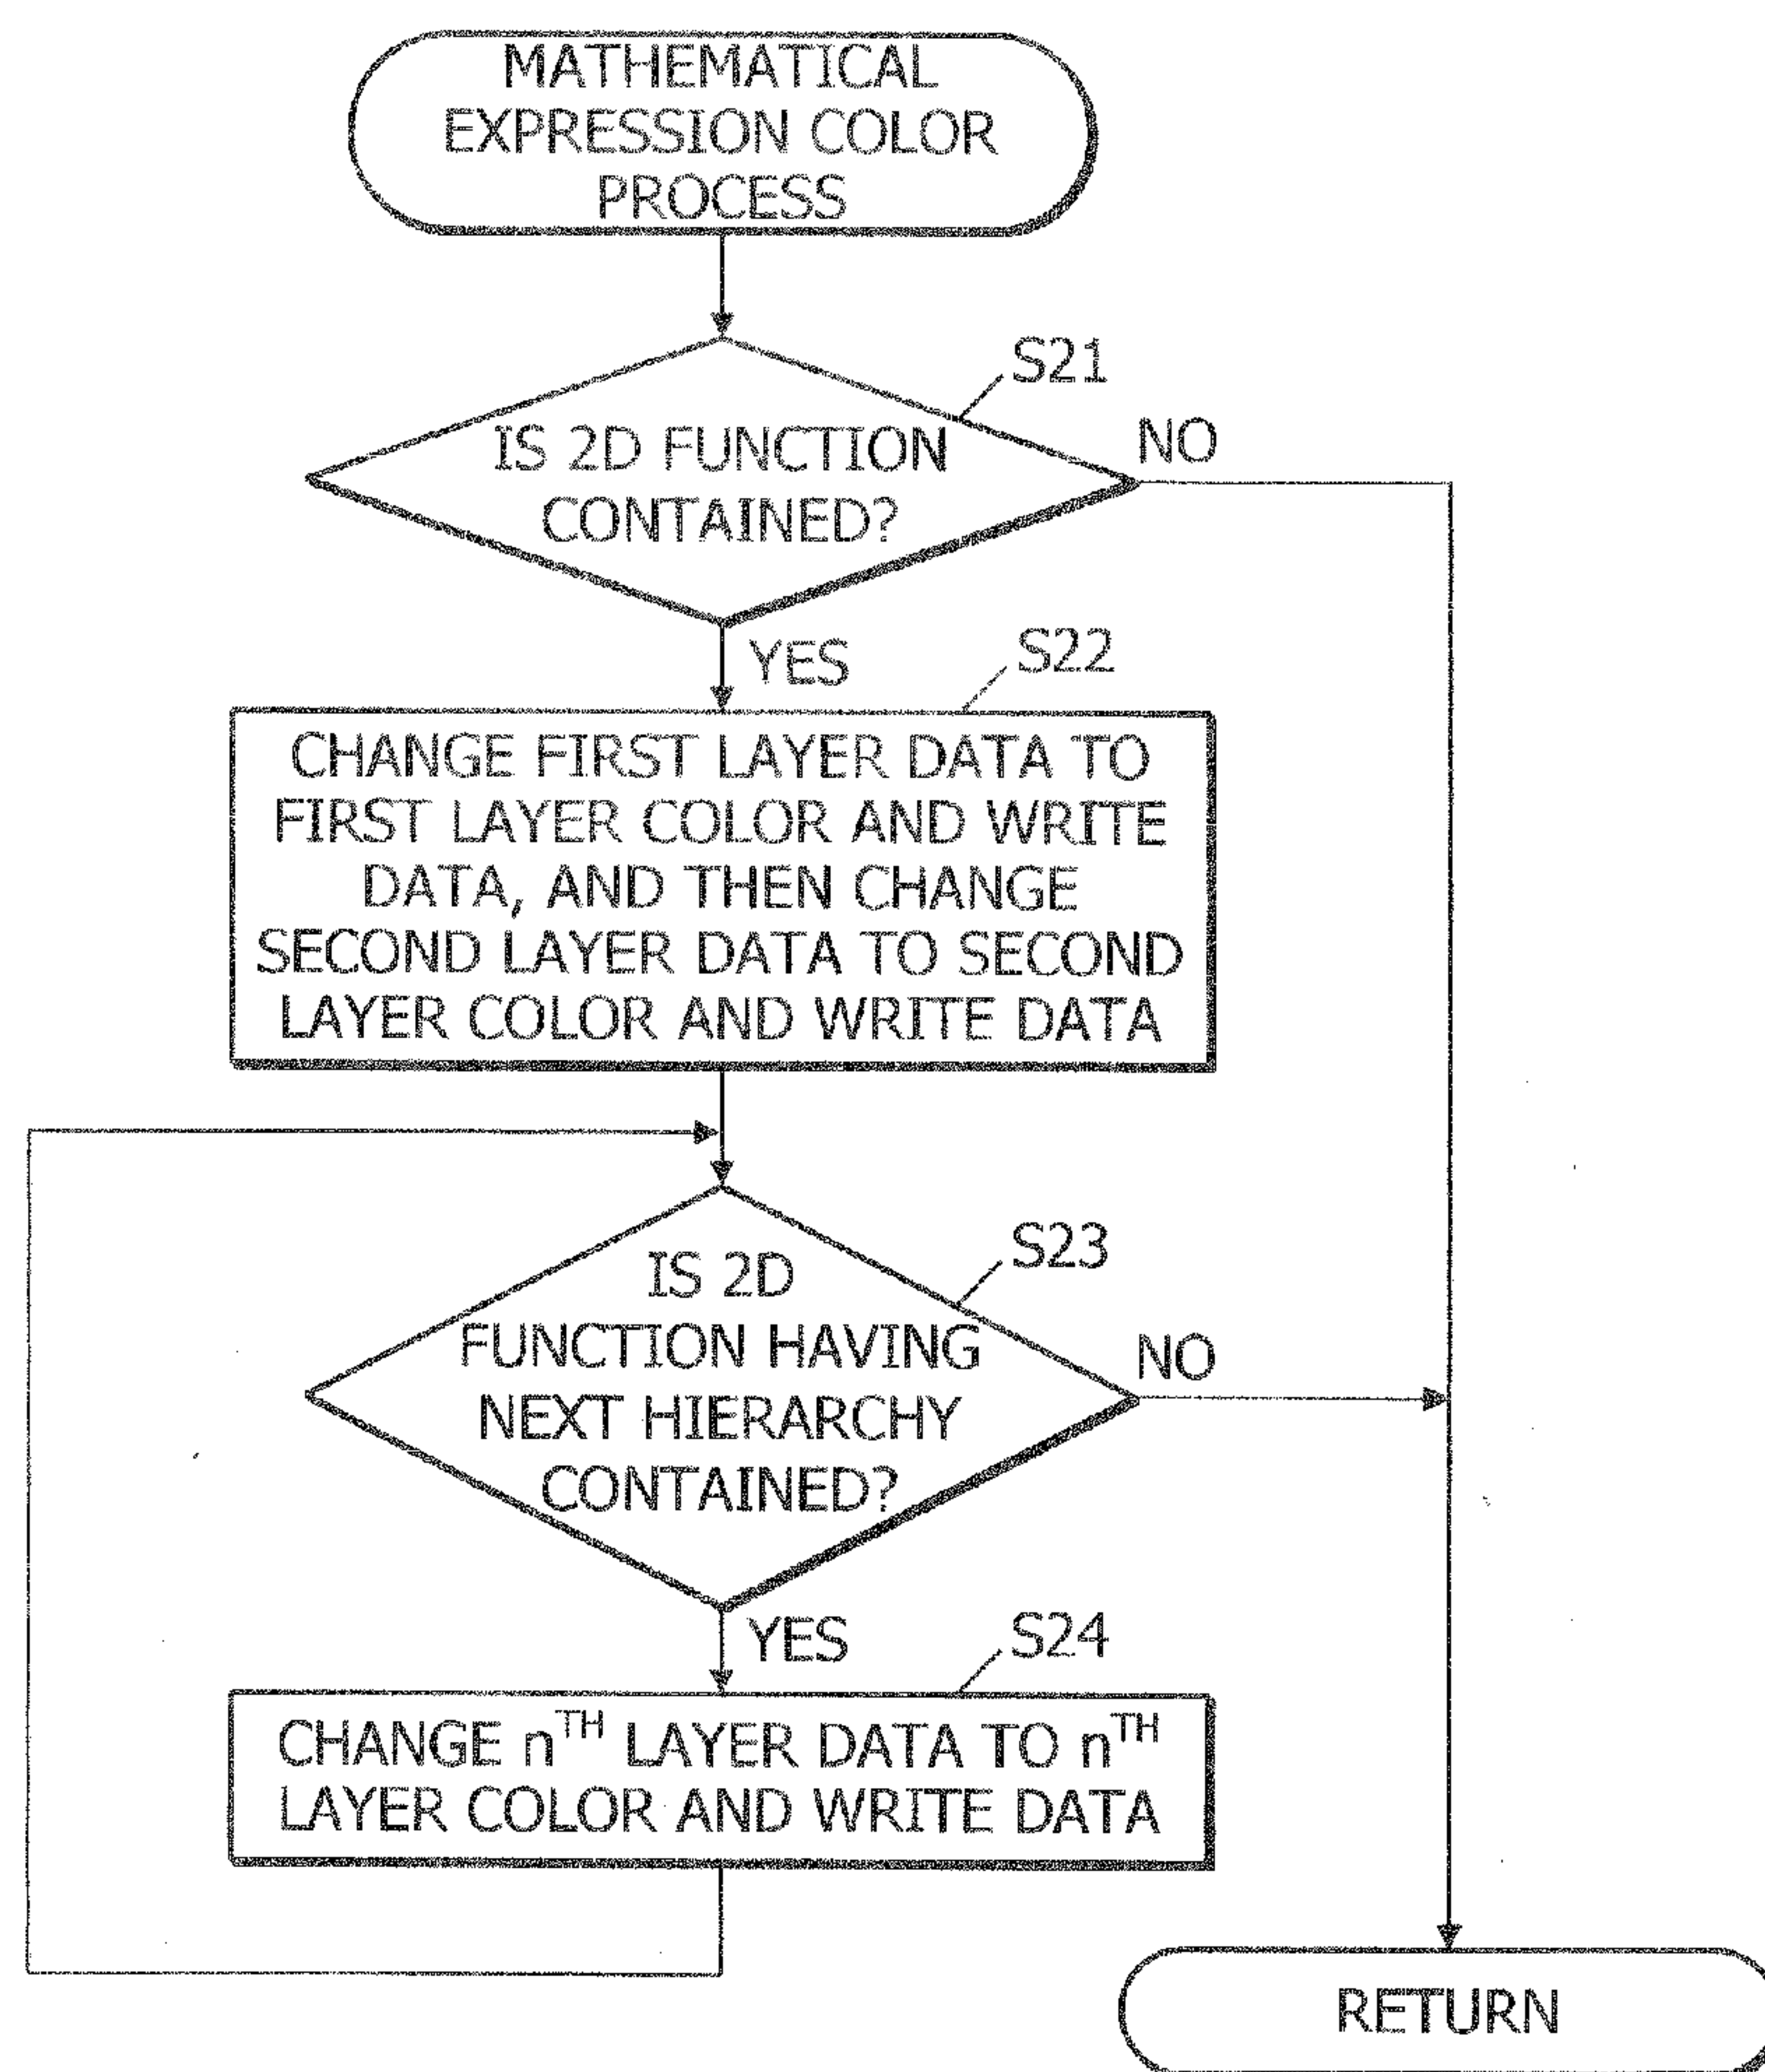 MATHEMATICAL
EXPRESSION COLOR
PROCESS
S21
IS 2D FUNCTION
CONTAINED?
NO
YES
S22
CHANGE FIRST LAYER DATA TO
FIRST LAYER COLOR AND WRITE
DATA, AND THEN CHANGE
SECOND LAYER DATA TO SECOND
LAYER COLOR AND WRITE DATA
S23
IS 2D
FUNCTION HAVING
NEXT HIERARCHY
CONTAINED?
NO
YES
S24
CHANGE nTH LAYER DATA TO nTH
LAYER COLOR AND WRITE DATA
RETURN